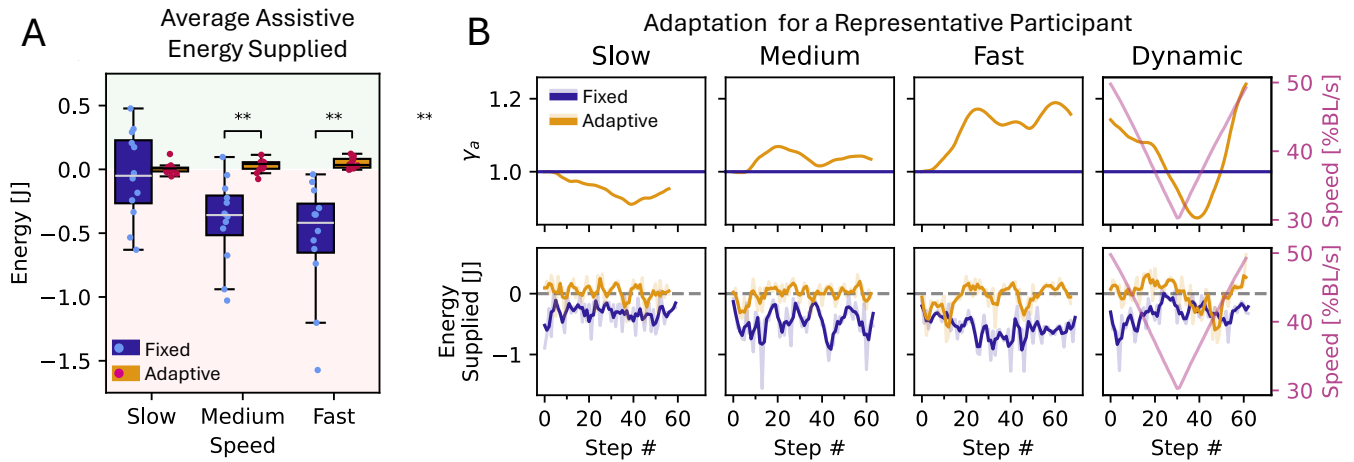 A
Average Assistive
Energy Supplied
Energy [J]
0.5
0.0
−0.5
−1.0
−1.5
**
**
**
Fixed
Adaptive
Slow
Medium
Fast
Speed
B
Adaptation for a Representative Participant
Slow
Medium
Fast
Dynamic
γa
1.2
1.0
Fixed
Adaptive
50
40
30
Speed [%BL/s]
Energy
Supplied [J]
0
−1
50
40
30
Speed [%BL/s]
0 20 40 60
0 20 40 60
0 20 40 60
0 20 40 60
Step #
Step #
Step #
Step #